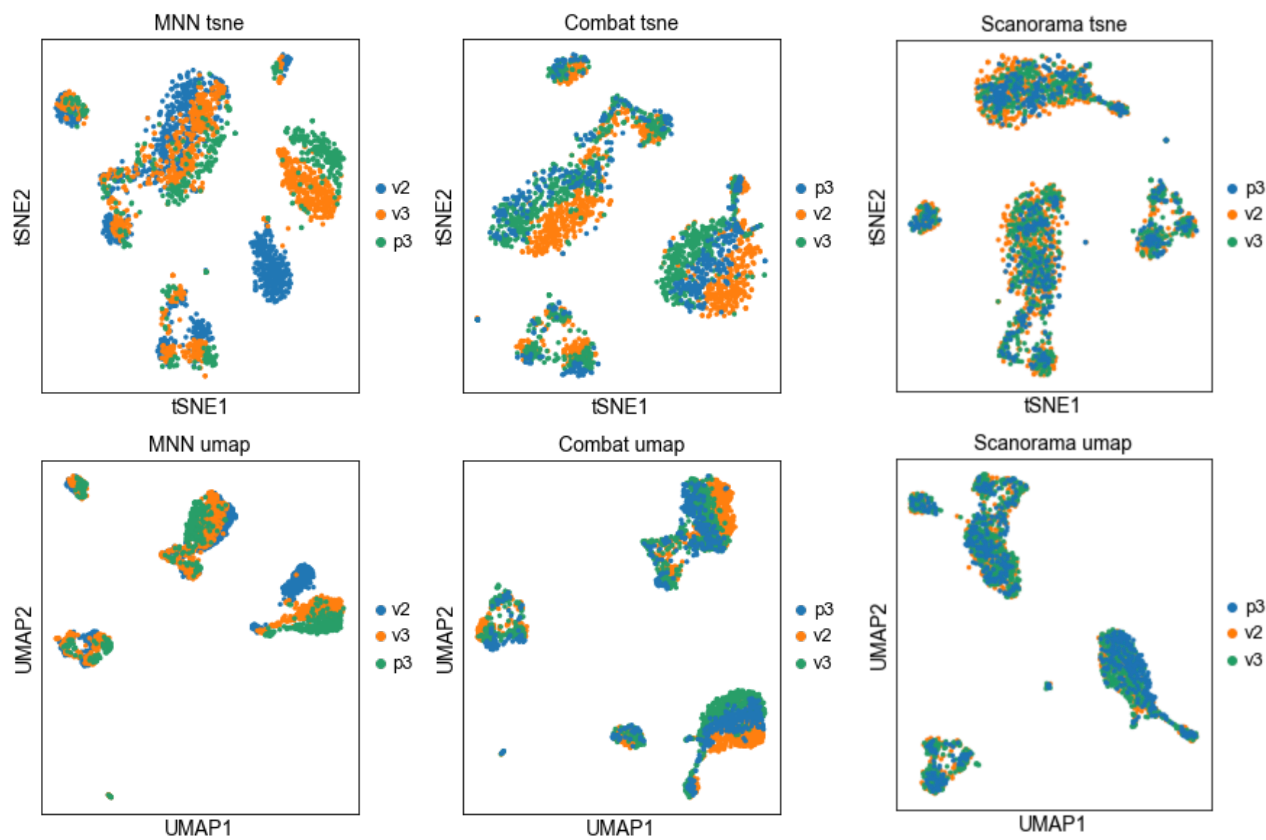 MNN tsne
Combat tsne
Scanorama tsne
tSNE2
v2
v3
p3
tSNE1
tSNE2
p3
v2
v3
tSNE1
tSNE2
p3
v2
v3
tSNE1
MNN umap
Combat umap
Scanorama umap
UMAP2
v2
v3
p3
UMAP1
UMAP2
p3
v2
v3
UMAP1
UMAP2
p3
v2
v3
UMAP1